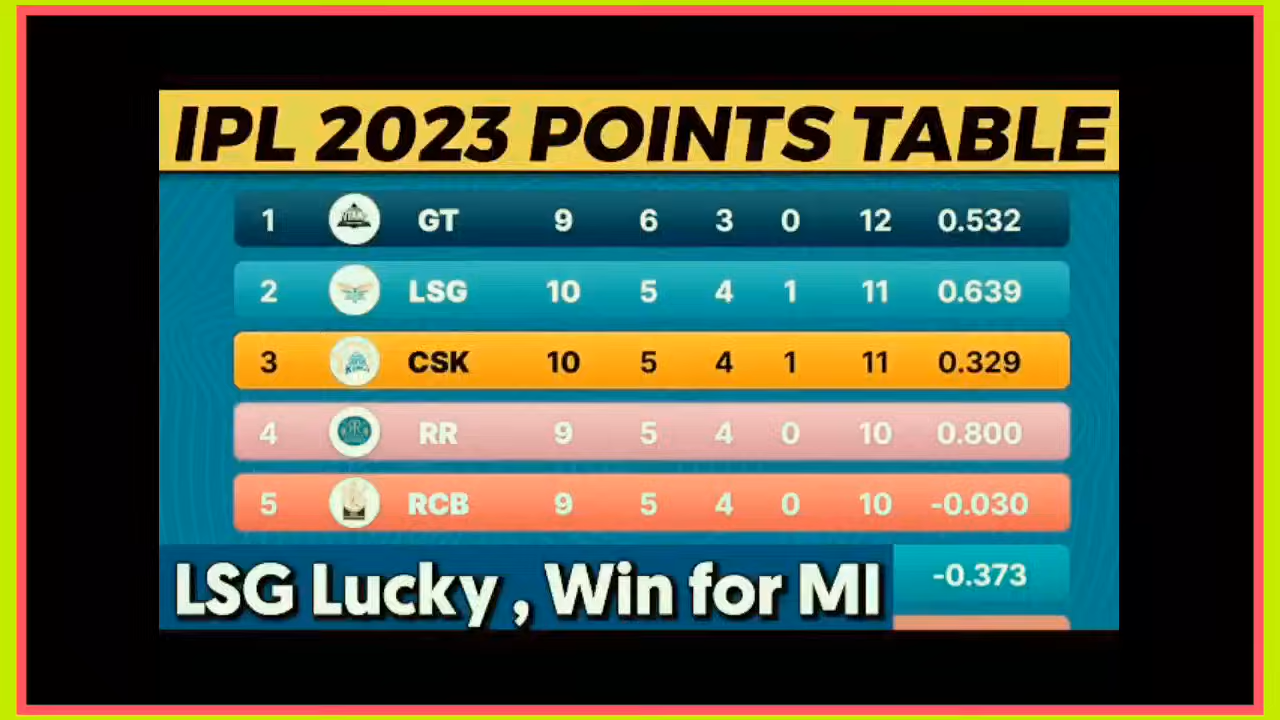 IPL 2023 POINTS TABLE
1 GT 9 6 3 0 12 0.532
2 LSG 10 5 4 1 11 0.639
3 CSK 10 5 4 1 11 0.329
4 RR 9 5 4 0 10 0.800
5 RCB 9 5 4 0 10 -0.030
-0.373
LSG Lucky , Win for MI